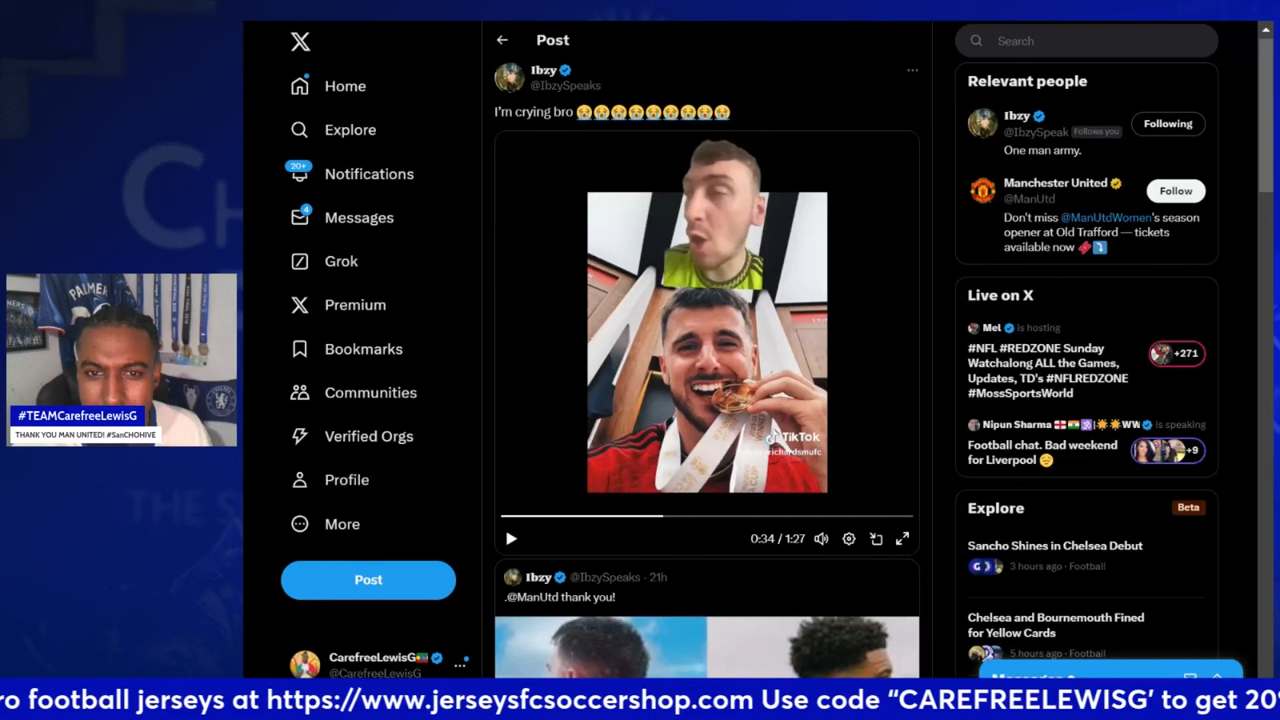 PALMER
#TEAMCarefreeLewisG
THANK YOU MAN UNITED! #SanCHOHIVE
Home
Explore
20+
Notifications
4
Messages
Grok
Premium
Bookmarks
Communities
Verified Orgs
Profile
More
Post
CarefreeLewisG
@CarefreeLewisG
Post
Ibzy
@IbzySpeaks
I'm crying bro 😭😭😭😭😭😭😭😭😭
TikTok
0:34 / 1:27
Ibzy @IbzySpeaks · 21h
.@ManUtd thank you!
Search
Relevant people
Ibzy
@IbzySpeak Follows you
Following
One man army.
Manchester United
@ManUtd
Follow
Don't miss @ManUtdWomen's season
opener at Old Trafford — tickets
available now
Live on X
Mel is hosting
#NFL #REDZONE Sunday
Watchalong ALL the Games,
Updates, TD's #NFLREDZONE
#MossSportsWorld
+271
Nipun Sharma WW is speaking
Football chat. Bad weekend
for Liverpool
+9
Explore
Beta
Sancho Shines in Chelsea Debut
3 hours ago · Football
Chelsea and Bournemouth Fined
for Yellow Cards
5 hours ago · Football
ro football jerseys at https://www.jerseysfcsoccershop.com Use code “CAREFREELEWISG’ to get 20